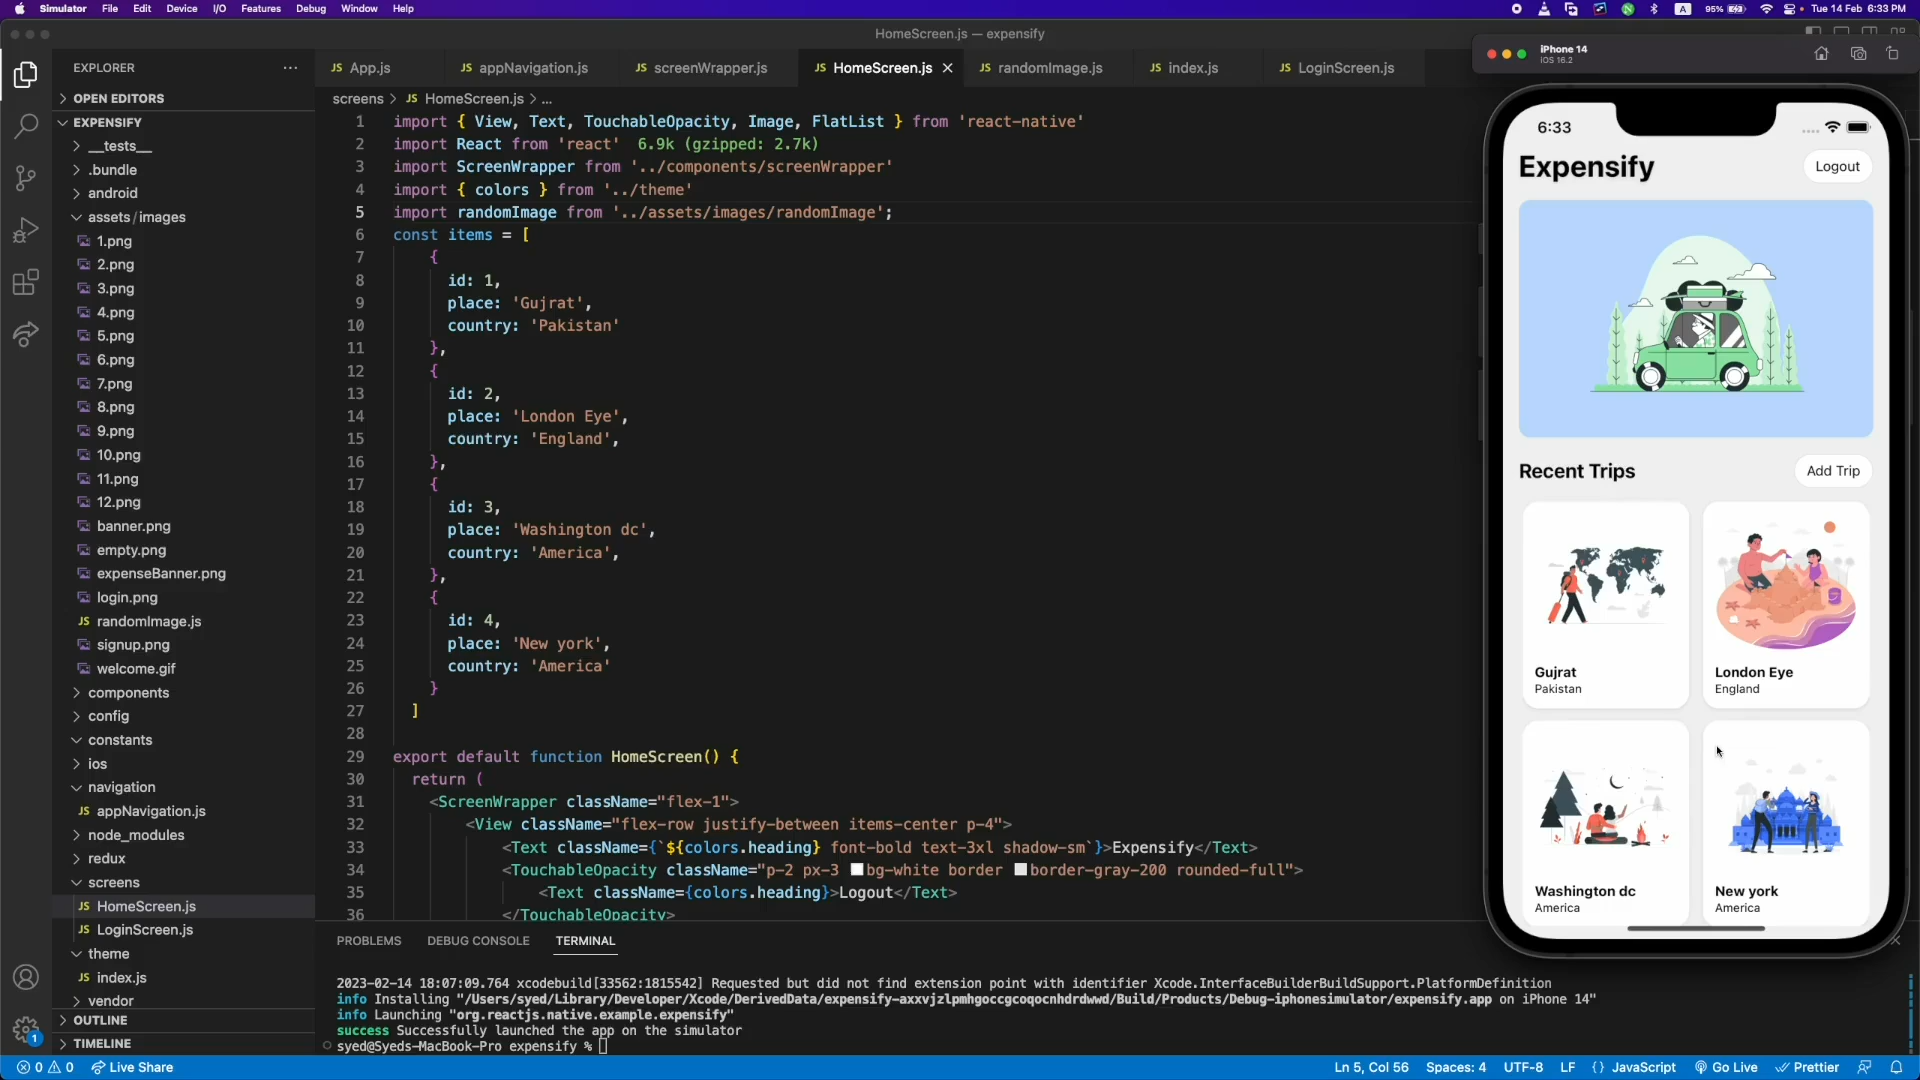 Simulator File Edit Device I/O Features Debug Window Help
A 95% Tue 14 Feb 6:33 PM
HomeScreen.js — expensify
EXPLORER
OPEN EDITORS
EXPENSIFY
__tests__
.bundle
android
assets/images
1.png
2.png
3.png
4.png
5.png
6.png
7.png
8.png
9.png
10.png
11.png
12.png
banner.png
empty.png
expenseBanner.png
login.png
JS randomImage.js
signup.png
welcome.gif
components
config
constants
ios
navigation
JS appNavigation.js
node_modules
redux
screens
JS HomeScreen.js
JS LoginScreen.js
theme
JS index.js
vendor
OUTLINE
TIMELINE
1
JS App.js JS appNavigation.js JS screenWrapper.js JS HomeScreen.js JS randomImage.js JS index.js JS LoginScreen.js
screens > JS HomeScreen.js > ...
1 import { View, Text, TouchableOpacity, Image, FlatList } from 'react-native'
2 import React from 'react' 6.9k (gzipped: 2.7k)
3 import ScreenWrapper from '../components/screenWrapper'
4 import { colors } from '../theme'
5 import randomImage from '../assets/images/randomImage';
6 const items = [
7 {
8 id: 1,
9 place: 'Gujrat',
10 country: 'Pakistan'
11 },
12 {
13 id: 2,
14 place: 'London Eye',
15 country: 'England',
16 },
17 {
18 id: 3,
19 place: 'Washington dc',
20 country: 'America',
21 },
22 {
23 id: 4,
24 place: 'New york',
25 country: 'America'
26 }
27 ]
28
29 export default function HomeScreen() {
30 return (
31 <ScreenWrapper className="flex-1">
32 <View className="flex-row justify-between items-center p-4">
33 <Text className={`${colors.heading} font-bold text-3xl shadow-sm`}>Expensify</Text>
34 <TouchableOpacity className="p-2 px-3 bg-white border border-gray-200 rounded-full">
35 <Text className={colors.heading}>Logout</Text>
36 </TouchableOpacity>
PROBLEMS DEBUG CONSOLE TERMINAL
2023-02-14 18:07:09.764 xcodebuild[33562:1815542] Requested but did not find extension point with identifier Xcode.InterfaceBuilderBuildSupport.PlatformDefinition
info Installing "/Users/syed/Library/Developer/Xcode/DerivedData/expensify-axxvjzlpmhgoccgcoqocnhdrdwwd/Build/Products/Debug-iphonesimulator/expensify.app on iPhone 14"
info Launching "org.reactjs.native.example.expensify"
success Successfully launched the app on the simulator
syed@Syeds-MacBook-Pro expensify %
iPhone 14
iOS 16.2
6:33
Expensify
Logout
Recent Trips
Add Trip
Gujrat
Pakistan
London Eye
England
Washington dc
America
New york
America
0 0 Live Share Ln 5, Col 56 Spaces: 4 UTF-8 LF {} JavaScript Go Live Prettier